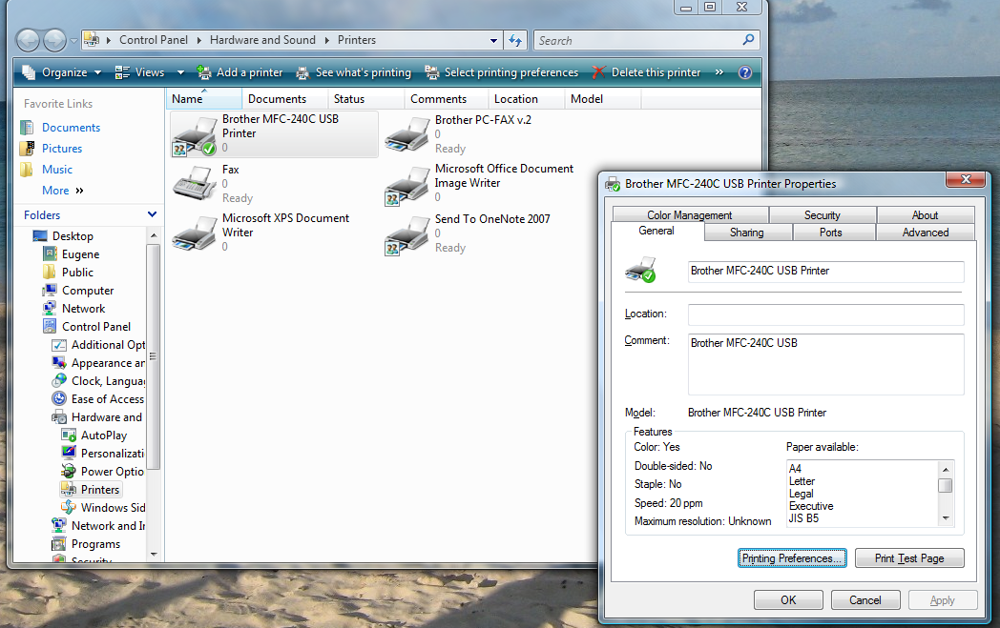 Control Panel
Hardware and Sound
Printers
Search
Organize
Views
Add a printer
See what's printing
Select printing preferences
Delete this printer
»
?
Favorite Links
Documents
Pictures
Music
More »
Folders
Desktop
Eugene
Public
Computer
Network
Control Panel
Additional Opt
Appearance an
Clock, Langua
Ease of Access
Hardware and
AutoPlay
Personalizati
Power Optio
Printers
Windows Sid
Network and In
Programs
Security
Name
Documents
Status
Comments
Location
Model
Brother MFC-240C USB
Printer
0
Brother PC-FAX v.2
0
Ready
Fax
0
Ready
Microsoft Office Document
Image Writer
0
Microsoft XPS Document
Writer
0
Send To OneNote 2007
0
Ready
Brother MFC-240C USB Printer Properties
Color Management
Security
About
General
Sharing
Ports
Advanced
Brother MFC-240C USB Printer
Location:
Comment:
Brother MFC-240C USB
Model:
Brother MFC-240C USB Printer
Features
Color: Yes
Double-sided: No
Staple: No
Speed: 20 ppm
Maximum resolution: Unknown
Paper available:
A4
Letter
Legal
Executive
JIS B5
Printing Preferences...
Print Test Page
OK
Cancel
Apply